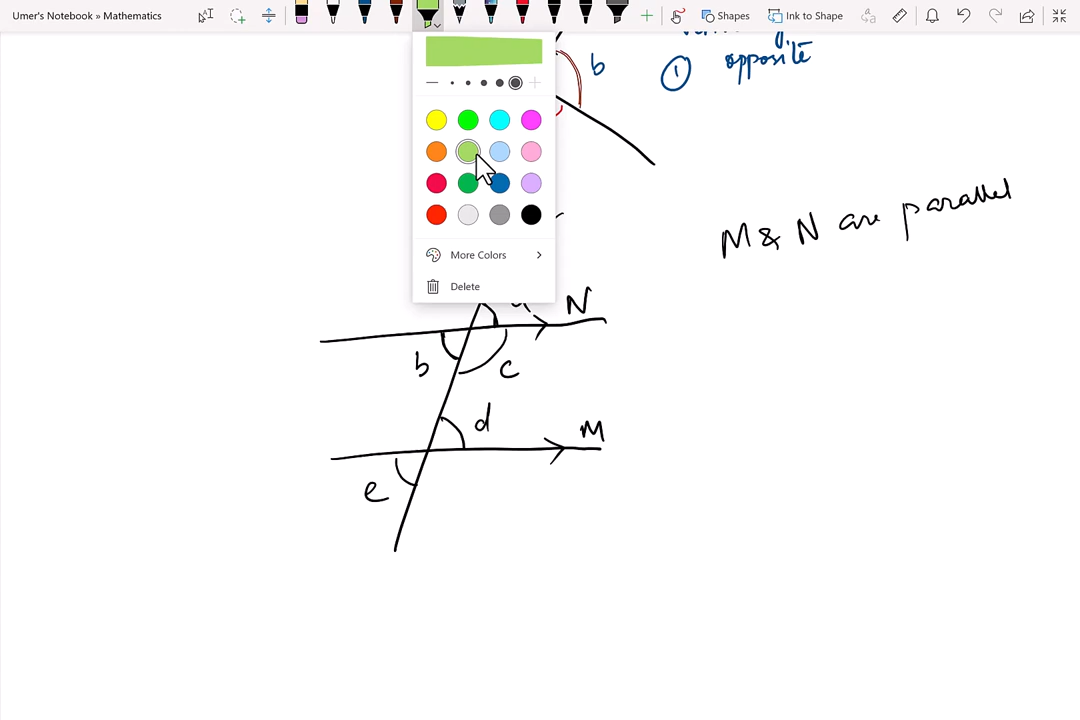 Umer's Notebook » Mathematics
Shapes
Ink to Shape
b
① opposite
M & N are parallel
More Colors
Delete
N
b
c
d
M
e